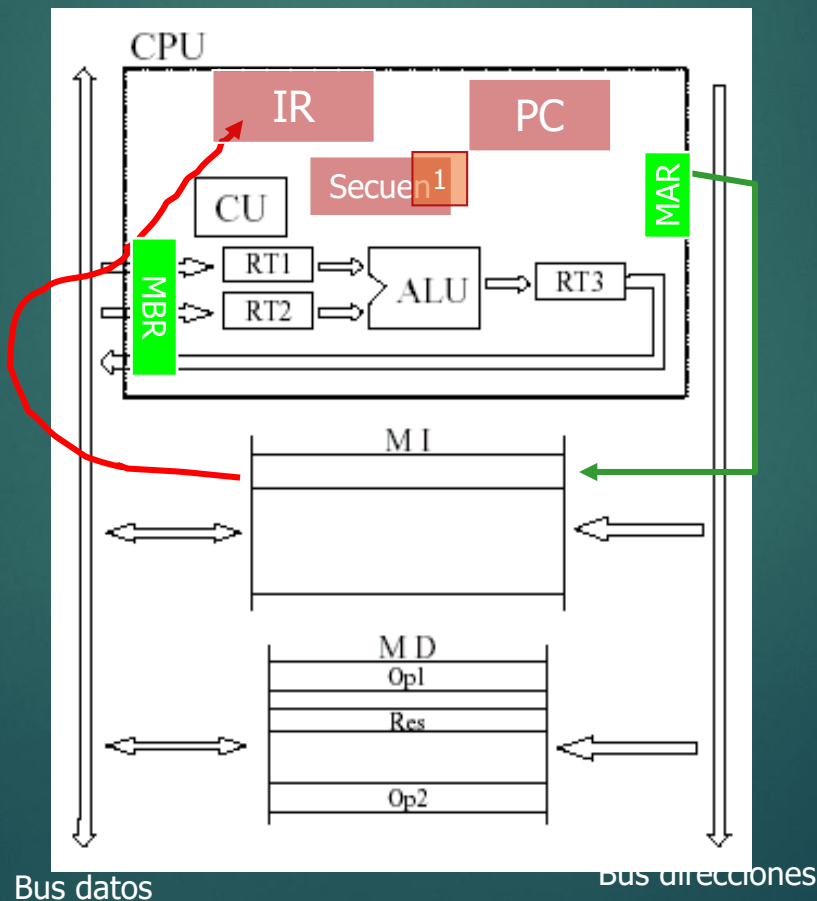 CPU
IR
PC
Secuen
1
MAR
CU
MBR
RT1
RT2
ALU
RT3
M I
M D
Op1
Res
Op2
Bus datos
Bus direcciones